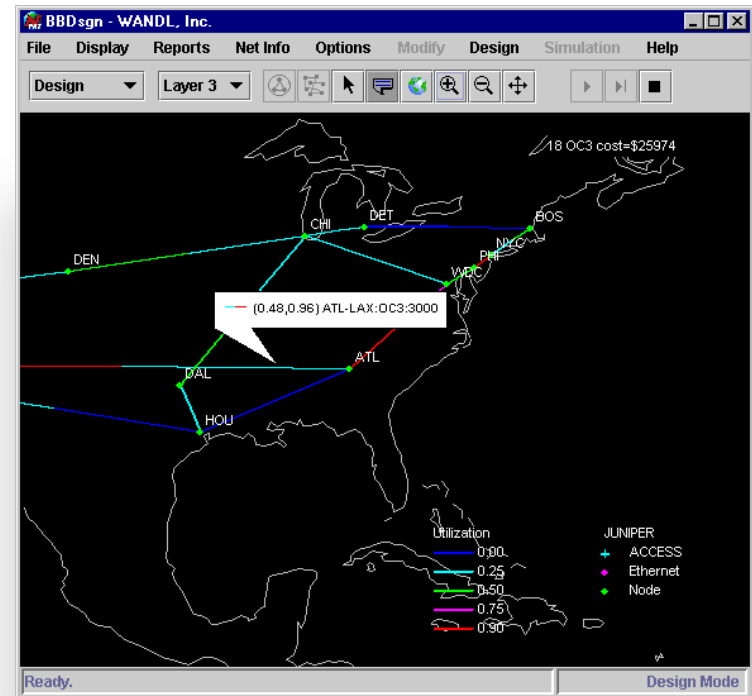 BBDsgn - WANDL, Inc.
File Display Reports Net Info Options Modify Design Simulation Help
Design Layer 3
18 OC3 cost=$25974
DET
CHI
BOS
NYC
PHI
DEN
WDC
(0.48,0.96) ATL-LAX:OC3:3000
ATL
DAL
HOU
Utilization
0.00
0.25
0.50
0.75
0.90
JUNIPER
ACCESS
Ethernet
Node
Ready.
Design Mode